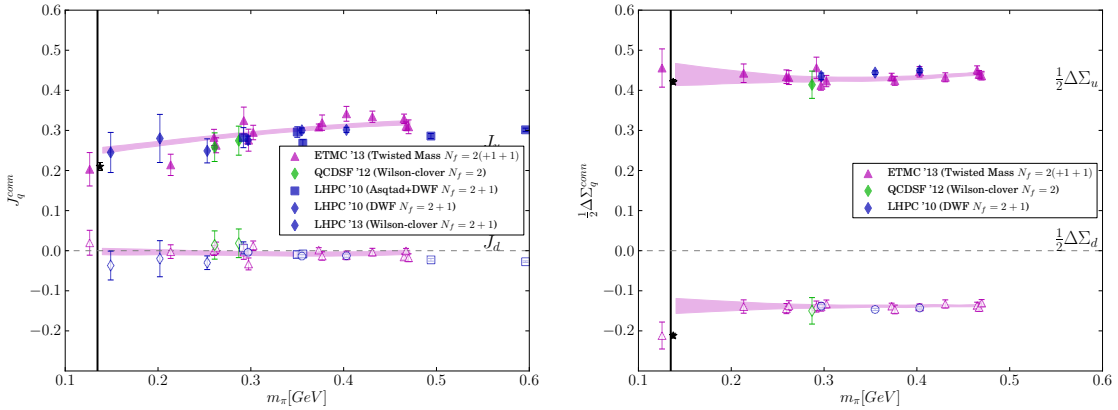 0.6
0.5
0.4
0.3
0.2
0.1
0.0
−0.1
−0.2
0.1
0.2
0.3
0.4
0.5
0.6
J_q^{conn}
m_π[GeV]
J_u
ETMC '13 (Twisted Mass N_f = 2(+1+1)
QCDSF '12 (Wilson-clover N_f = 2)
LHPC '10 (Asqtad+DWF N_f = 2+1)
LHPC '10 (DWF N_f = 2+1)
LHPC '13 (Wilson-clover N_f = 2+1)
J_d
0.6
0.5
0.4
0.3
0.2
0.1
0.0
−0.1
−0.2
0.1
0.2
0.3
0.4
0.5
0.6
½ΔΣ_q^{conn}
m_π[GeV]
½ΔΣ_u
ETMC '13 (Twisted Mass N_f = 2(+1+1)
QCDSF '12 (Wilson-clover N_f = 2)
LHPC '10 (DWF N_f = 2+1)
½ΔΣ_d